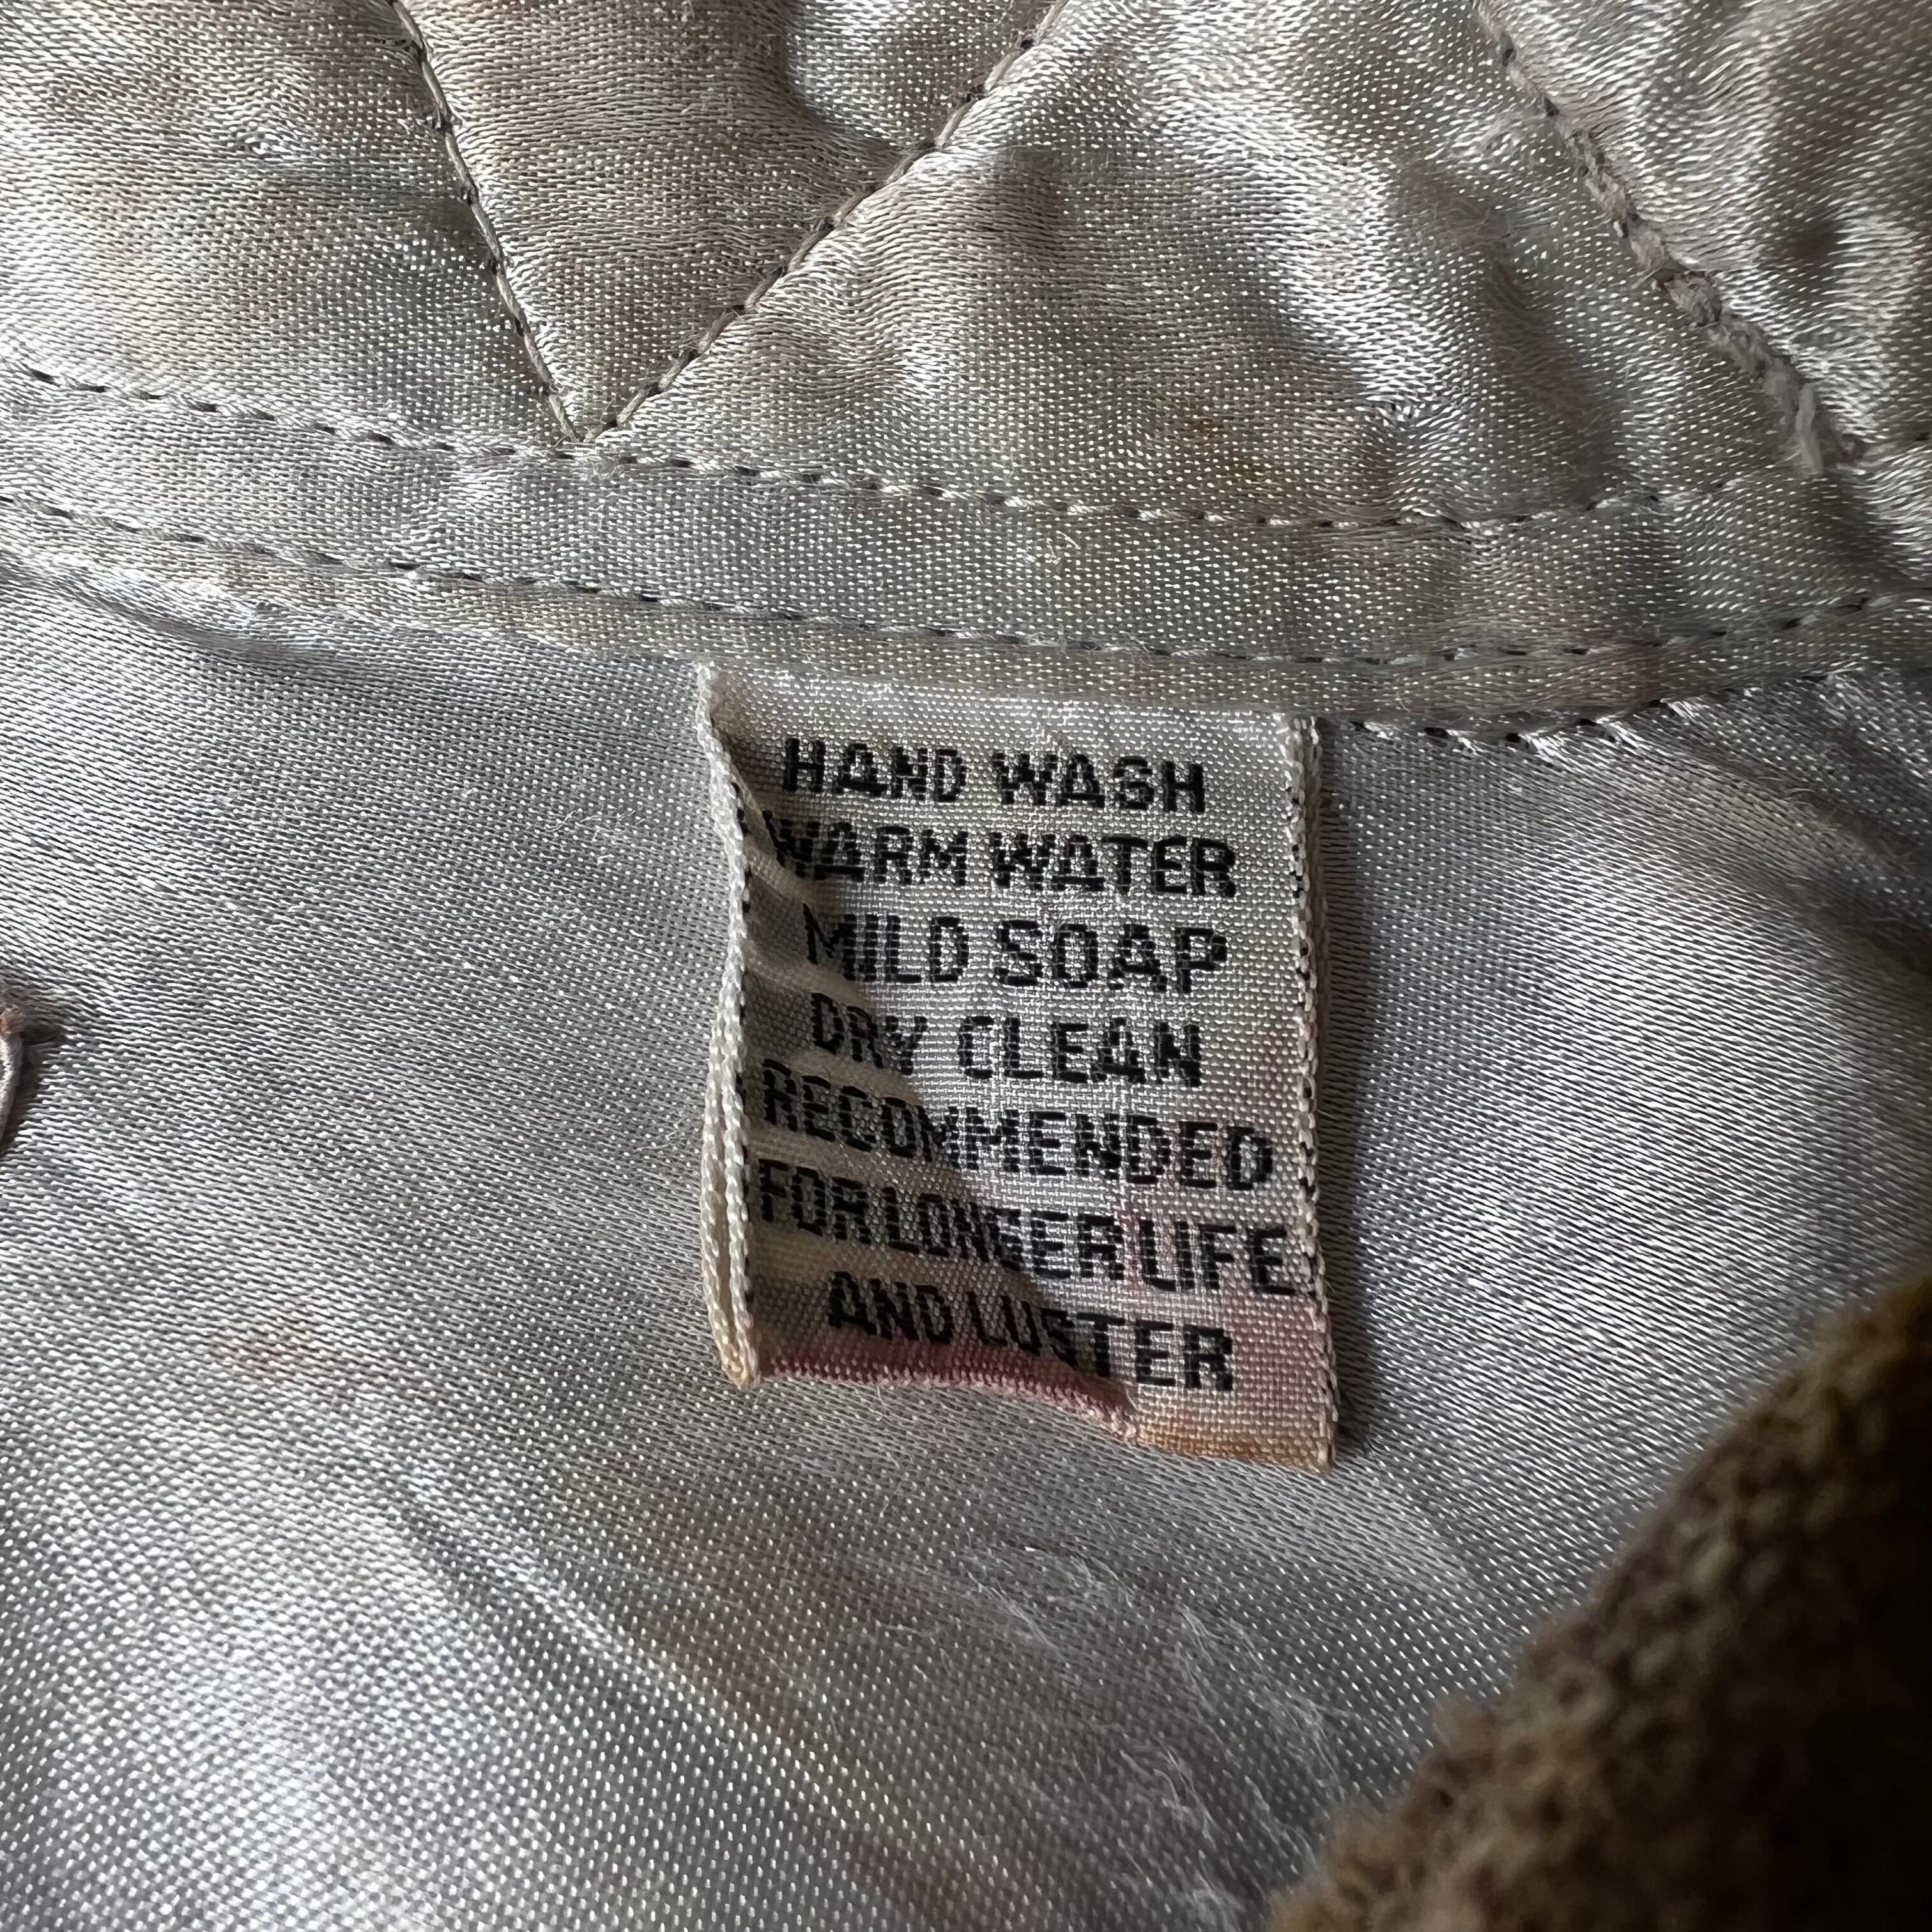 HAND WASH
WARM WATER
MILD SOAP
DRY CLEAN
RECOMMENDED
FOR LONGER LIFE
AND LUSTER